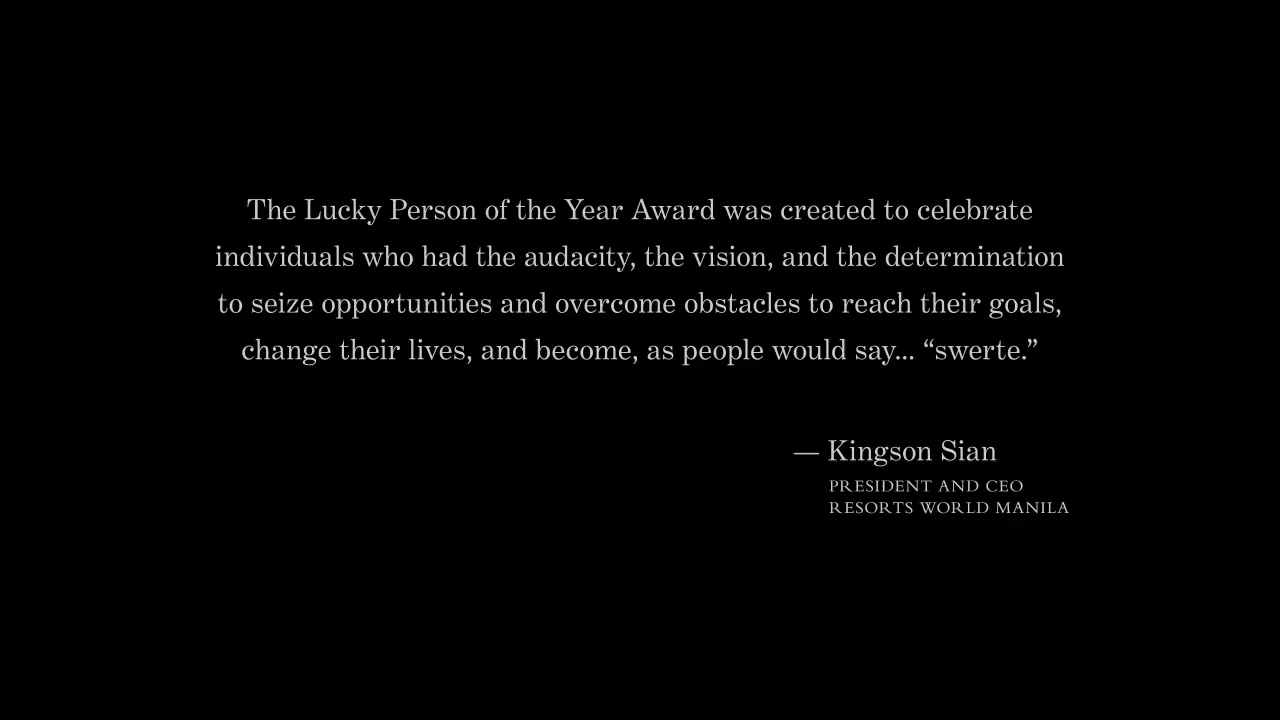 The Lucky Person of the Year Award was created to celebrate
individuals who had the audacity, the vision, and the determination
to seize opportunities and overcome obstacles to reach their goals,
change their lives, and become, as people would say... “swerte.”
— Kingson Sian
PRESIDENT AND CEO
RESORTS WORLD MANILA